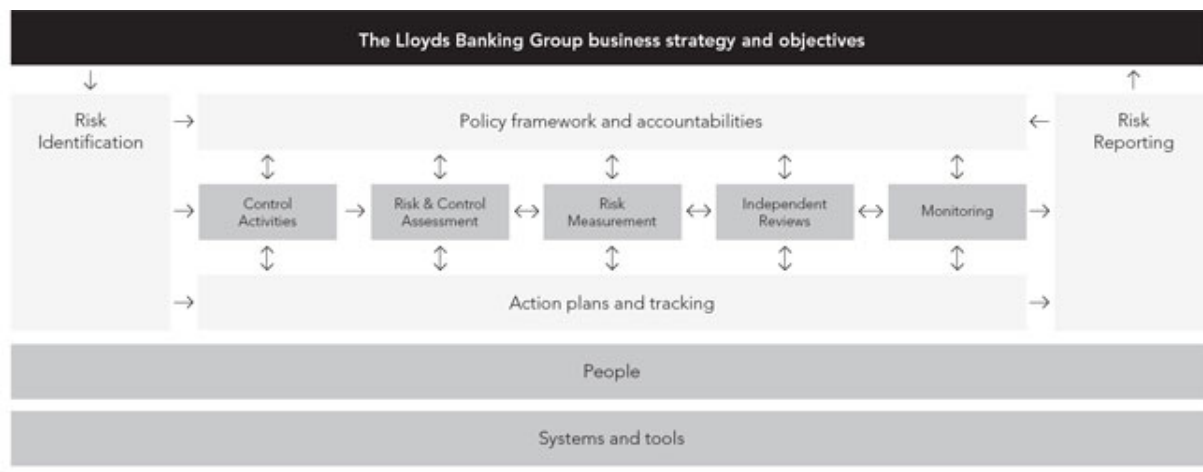 The Lloyds Banking Group business strategy and objectives
Risk
Identification
Policy framework and accountabilities
Risk
Reporting
Control
Activities
Risk & Control
Assessment
Risk
Measurement
Independent
Reviews
Monitoring
Action plans and tracking
People
Systems and tools